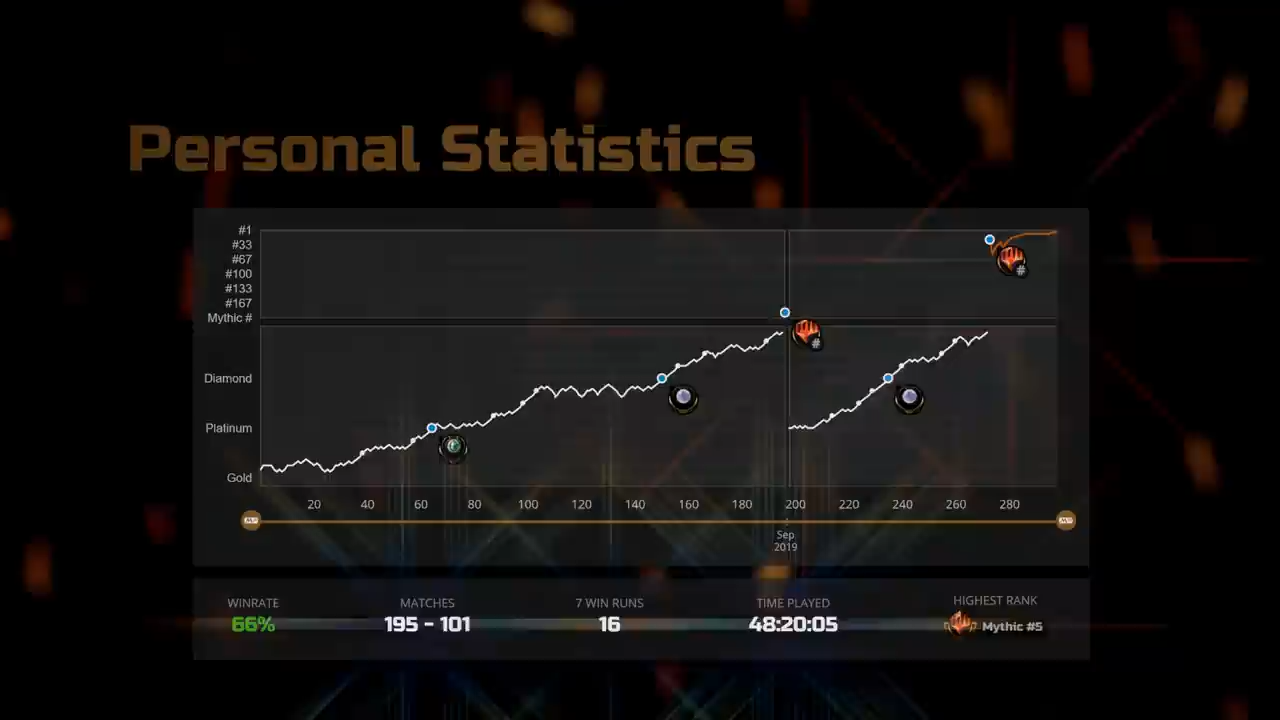 Personal Statistics
#1
#33
#67
#100
#133
#167
Mythic #
Diamond
Platinum
Gold
#
#
20 40 60 80 100 120 140 160 180 200 220 240 260 280
Sep
2019
WINRATE MATCHES 7 WIN RUNS TIME PLAYED HIGHEST RANK
66% 195 - 101 16 48:20:05 Mythic #5